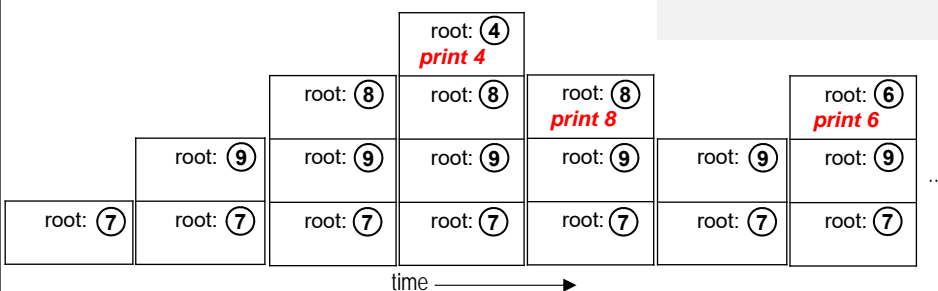 root: 4
print 4
root: 8 root: 8 root: 8 root: 6
print 8 print 6
root: 9 root: 9 root: 9 root: 9 root: 9 root: 9
...
root: 7 root: 7 root: 7 root: 7 root: 7 root: 7 root: 7
time